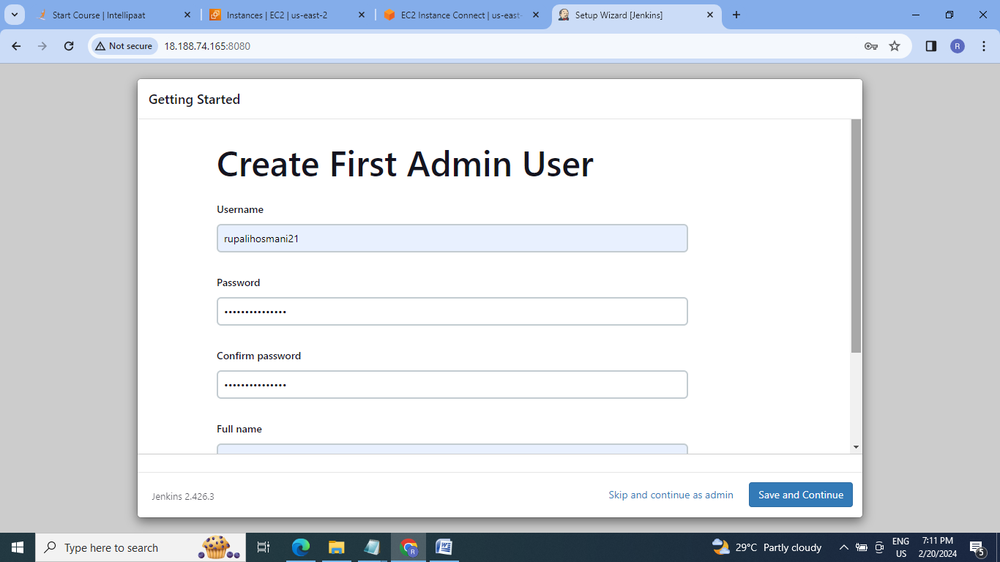 Start Course | Intellipaat
Instances | EC2 | us-east-2
EC2 Instance Connect | us-east-
Setup Wizard [Jenkins]
Not secure
18.188.74.165:8080
R
Getting Started
Create First Admin User
Username
rupalihosmani21
Password
•••••••••••••••
Confirm password
•••••••••••••••
Full name
Jenkins 2.426.3
Skip and continue as admin
Save and Continue
Type here to search
R
W
29°C Partly cloudy
ENG
US
7:11 PM
2/20/2024
5